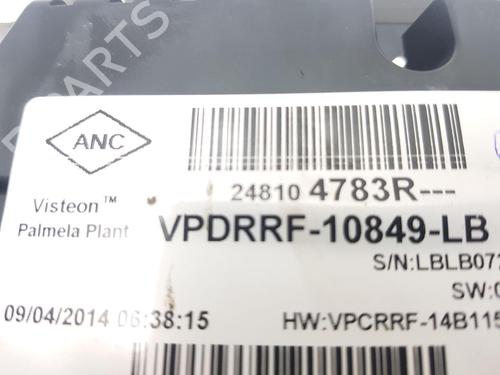 PARTS
ANC
24810 4783R---
Visteon™
Palmela Plant
VPDRRF-10849-LB
S/N:LBLB07
SW:
09/04/2014 06:38:15
HW:VPCRRF-14B115